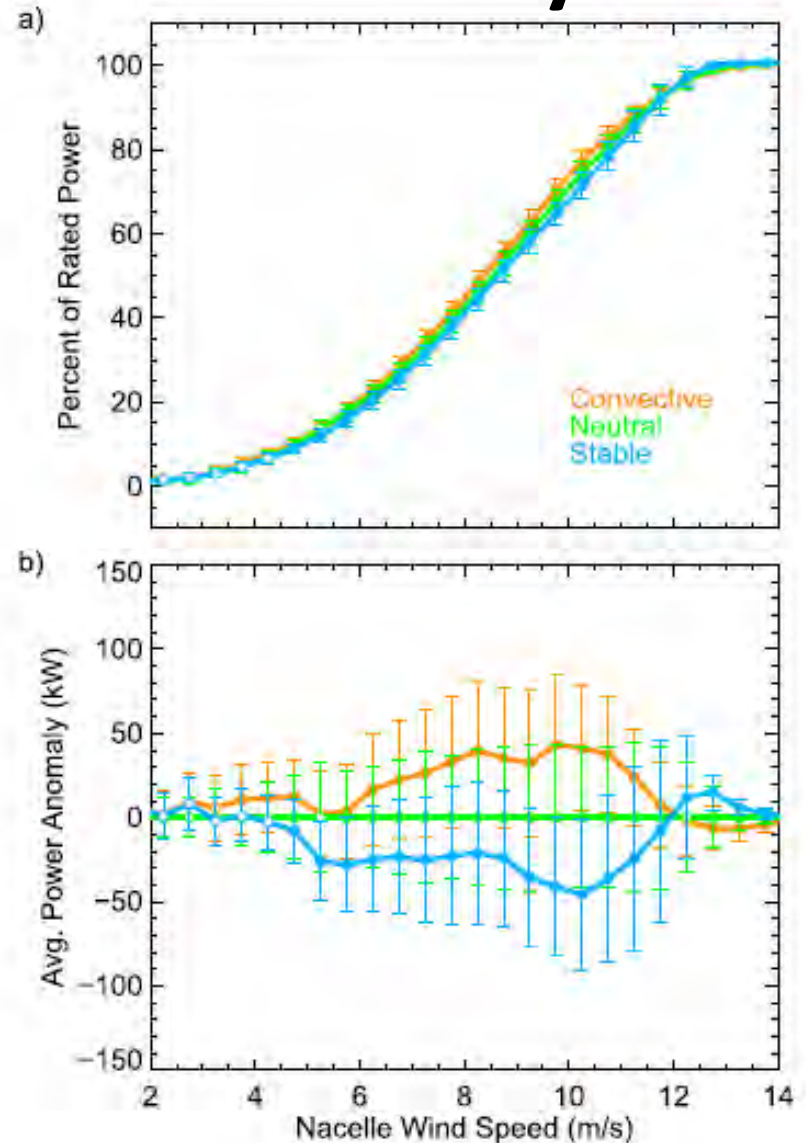 a)
100
80
60
40
20
0
Percent of Rated Power
Convective
Neutral
Stable
b)
150
100
50
0
−50
−100
−150
Avg. Power Anomaly (kW)
2 4 6 8 10 12 14
Nacelle Wind Speed (m/s)